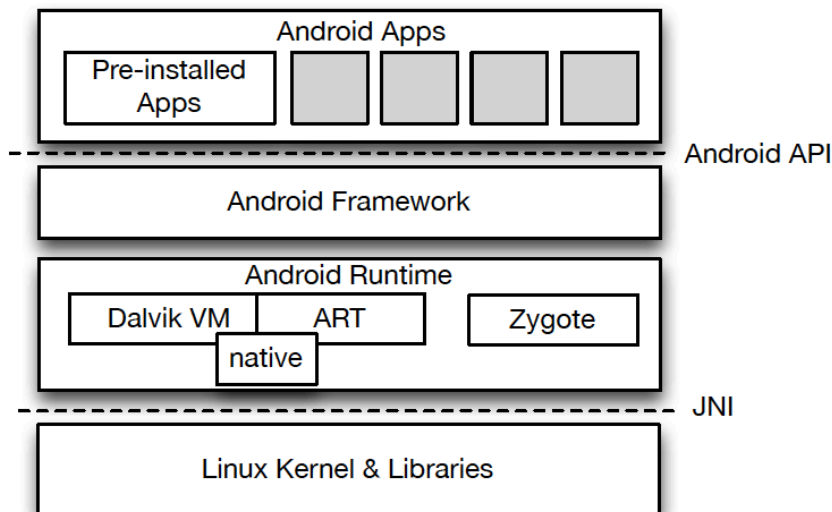 Android Apps
Pre-installed
Apps
Android API
Android Framework
Android Runtime
Dalvik VM
ART
Zygote
native
JNI
Linux Kernel & Libraries